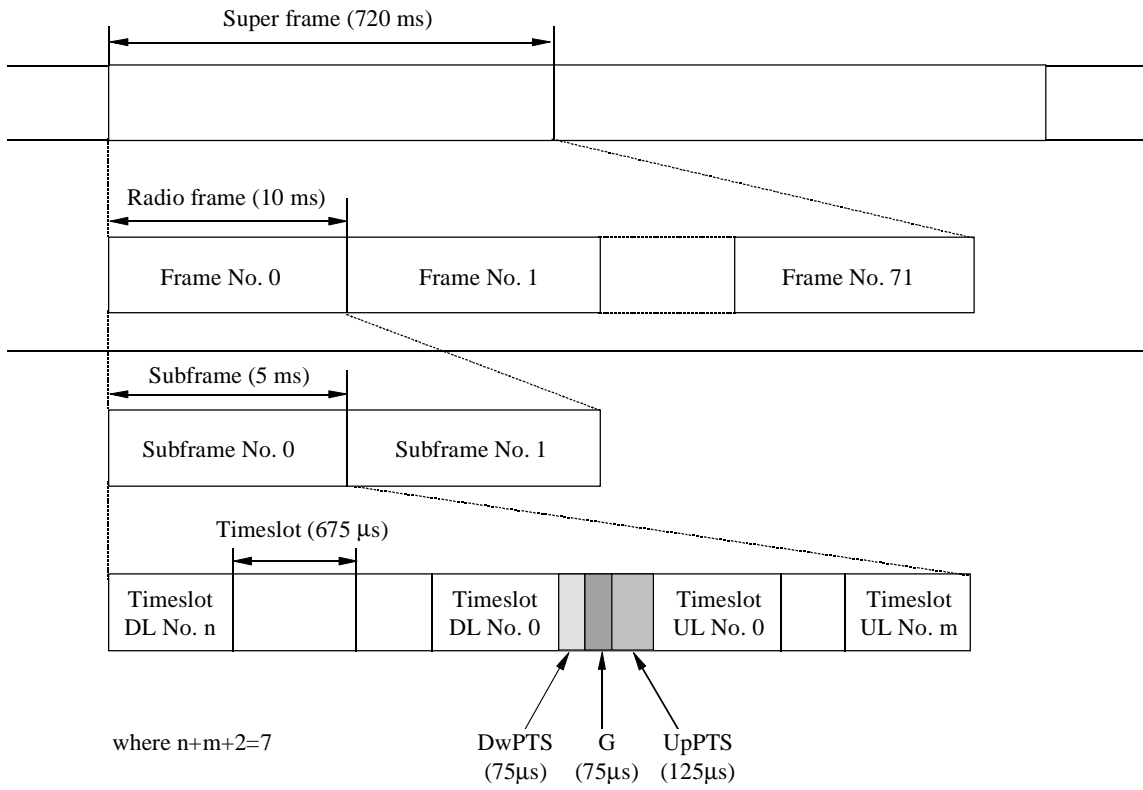 Super frame (720 ms)
Radio frame (10 ms)
Frame No. 0
Frame No. 1
Frame No. 71
Subframe (5 ms)
Subframe No. 0
Subframe No. 1
Timeslot (675 μs)
Timeslot
DL No. n
Timeslot
DL No. 0
Timeslot
UL No. 0
Timeslot
UL No. m
where n+m+2=7
DwPTS
(75μs)
G
(75μs)
UpPTS
(125μs)